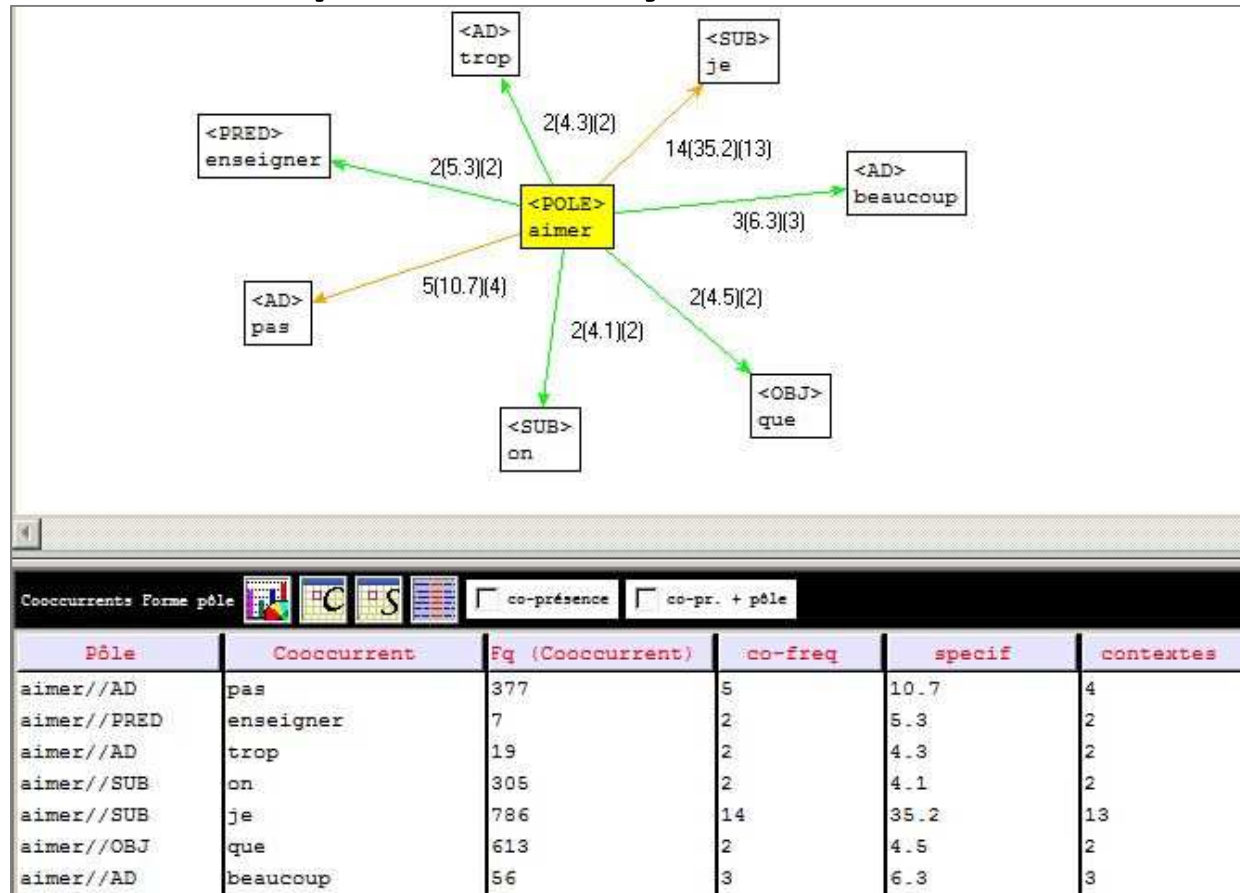 <AD>
trop
<SUB>
je
2(4.3)(2)
14(35.2)(13)
<PRED>
enseigner
2(5.3)(2)
<AD>
beaucoup
<POLE>
aimer
3(6.3)(3)
5(10.7)(4)
2(4.5)(2)
<AD>
pas
2(4.1)(2)
<OBJ>
que
<SUB>
on
Cooccurrents Forme pôle C S co-présence co-pr. + pôle
Pôle Cooccurrent Fq (Cooccurrent) co-freq specif contextes
aimer//AD pas 377 5 10.7 4
aimer//PRED enseigner 7 2 5.3 2
aimer//AD trop 19 2 4.3 2
aimer//SUB on 305 2 4.1 2
aimer//SUB je 786 14 35.2 13
aimer//OBJ que 613 2 4.5 2
aimer//AD beaucoup 56 3 6.3 3